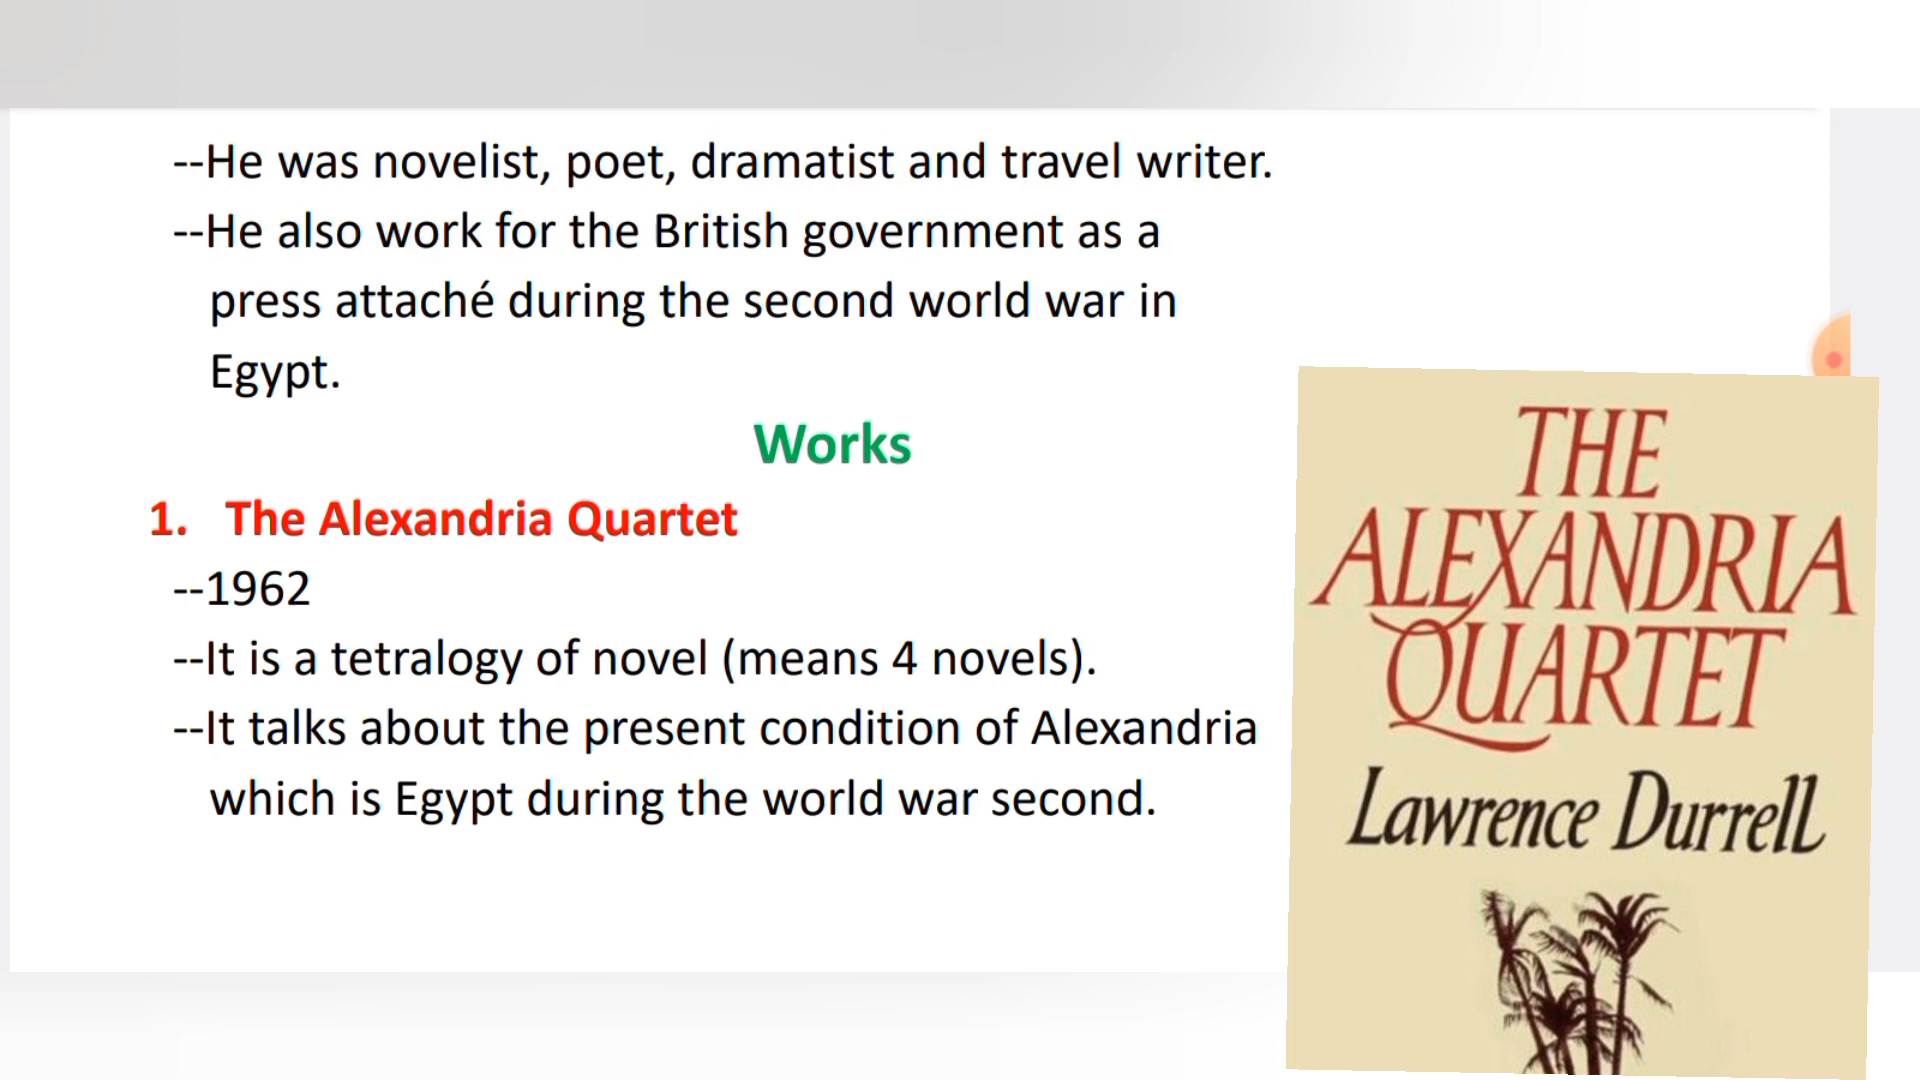 --He was novelist, poet, dramatist and travel writer.
--He also work for the British government as a
press attaché during the second world war in
Egypt.
Works
1. The Alexandria Quartet
--1962
--It is a tetralogy of novel (means 4 novels).
--It talks about the present condition of Alexandria
which is Egypt during the world war second.
THE
ALEXANDRIA
QUARTET
Lawrence Durrell